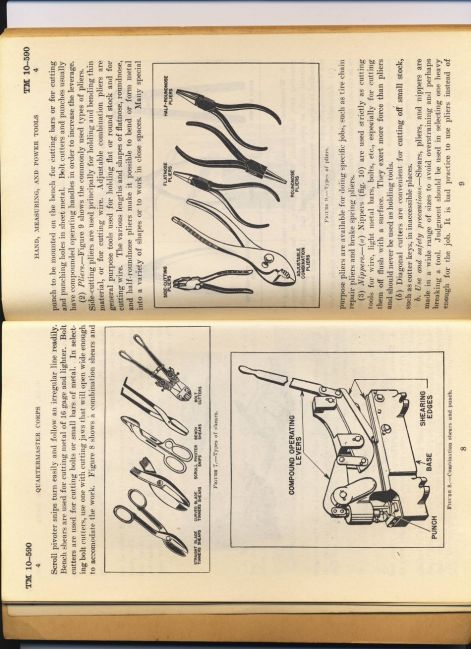 TM 10–590
4
QUARTERMASTER CORPS
Scroll pivoter snips turn easily and follow an irregular line readily.
Bench shears are used for cutting metal of 16 gage and lighter. Bolt
cutters are used for cutting bolts or small bars of metal. In select-
ing bolt cutters, use one with cutting jaws that will open wide enough
to accomodate the work. Figure 8 shows a combination shears and
STRAIGHT BLADE TINNERS SHEARS
CURVED BLADE TINNERS SHEARS
SCROLL PIVOTER SNIPS
BENCH SHEARS
BOLT CUTTERS
FIGURE 7.—Types of shears.
COMPOUND OPERATING
LEVERS
SHEARING
EDGES
BASE
PUNCH
FIGURE 8.—Combination shears and punch.
8
HAND, MEASURING, AND POWER TOOLS
TM 10–590
4
punch to be mounted on the bench for cutting bars or for cutting
and punching holes in sheet metal. Bolt cutters and punches usually
have compound operating handles in order to increase the leverage.
(2) Pliers.—Figure 9 shows the commonly used types of pliers.
Side-cutting pliers are used principally for holding and bending thin
material, or for cutting wire. Adjustable combination pliers are
general purpose tools used for holding flat or round stock and for
cutting wire. The various lengths and shapes of flatnose, roundnose,
and half-roundnose pliers make it possible to bend or form metal
into a variety of shapes or to work in close spaces. Many special
SIDE CUTTING
PLIERS
FLATNOSE
PLIERS
HALF-ROUNDNOSE
PLIERS
ADJUSTABLE
COMBINATION
PLIERS
ROUNDNOSE
PLIERS
FIGURE 9.—Types of pliers.
purpose pliers are available for doing specific jobs, such as tire chain
repair pliers and brake spring pliers.
(3) Nippers.—(a) Nippers (fig. 10) are used strictly as cutting
tools for wire, light metal bars, bolts, etc., especially for cutting
them off flush with a surface. They exert more force than pliers
and should never be used as holding tools.
(b) Diagonal cutters are convenient for cutting off small stock,
such as cotter keys, in inaccessible places.
b. Use and safety precautions.—Shears, pliers, and nippers are
made in a wide range of sizes to avoid overstraining and perhaps
breaking a tool. Judgment should be used in selecting one heavy
enough for the job. It is bad practice to use pliers instead of
9